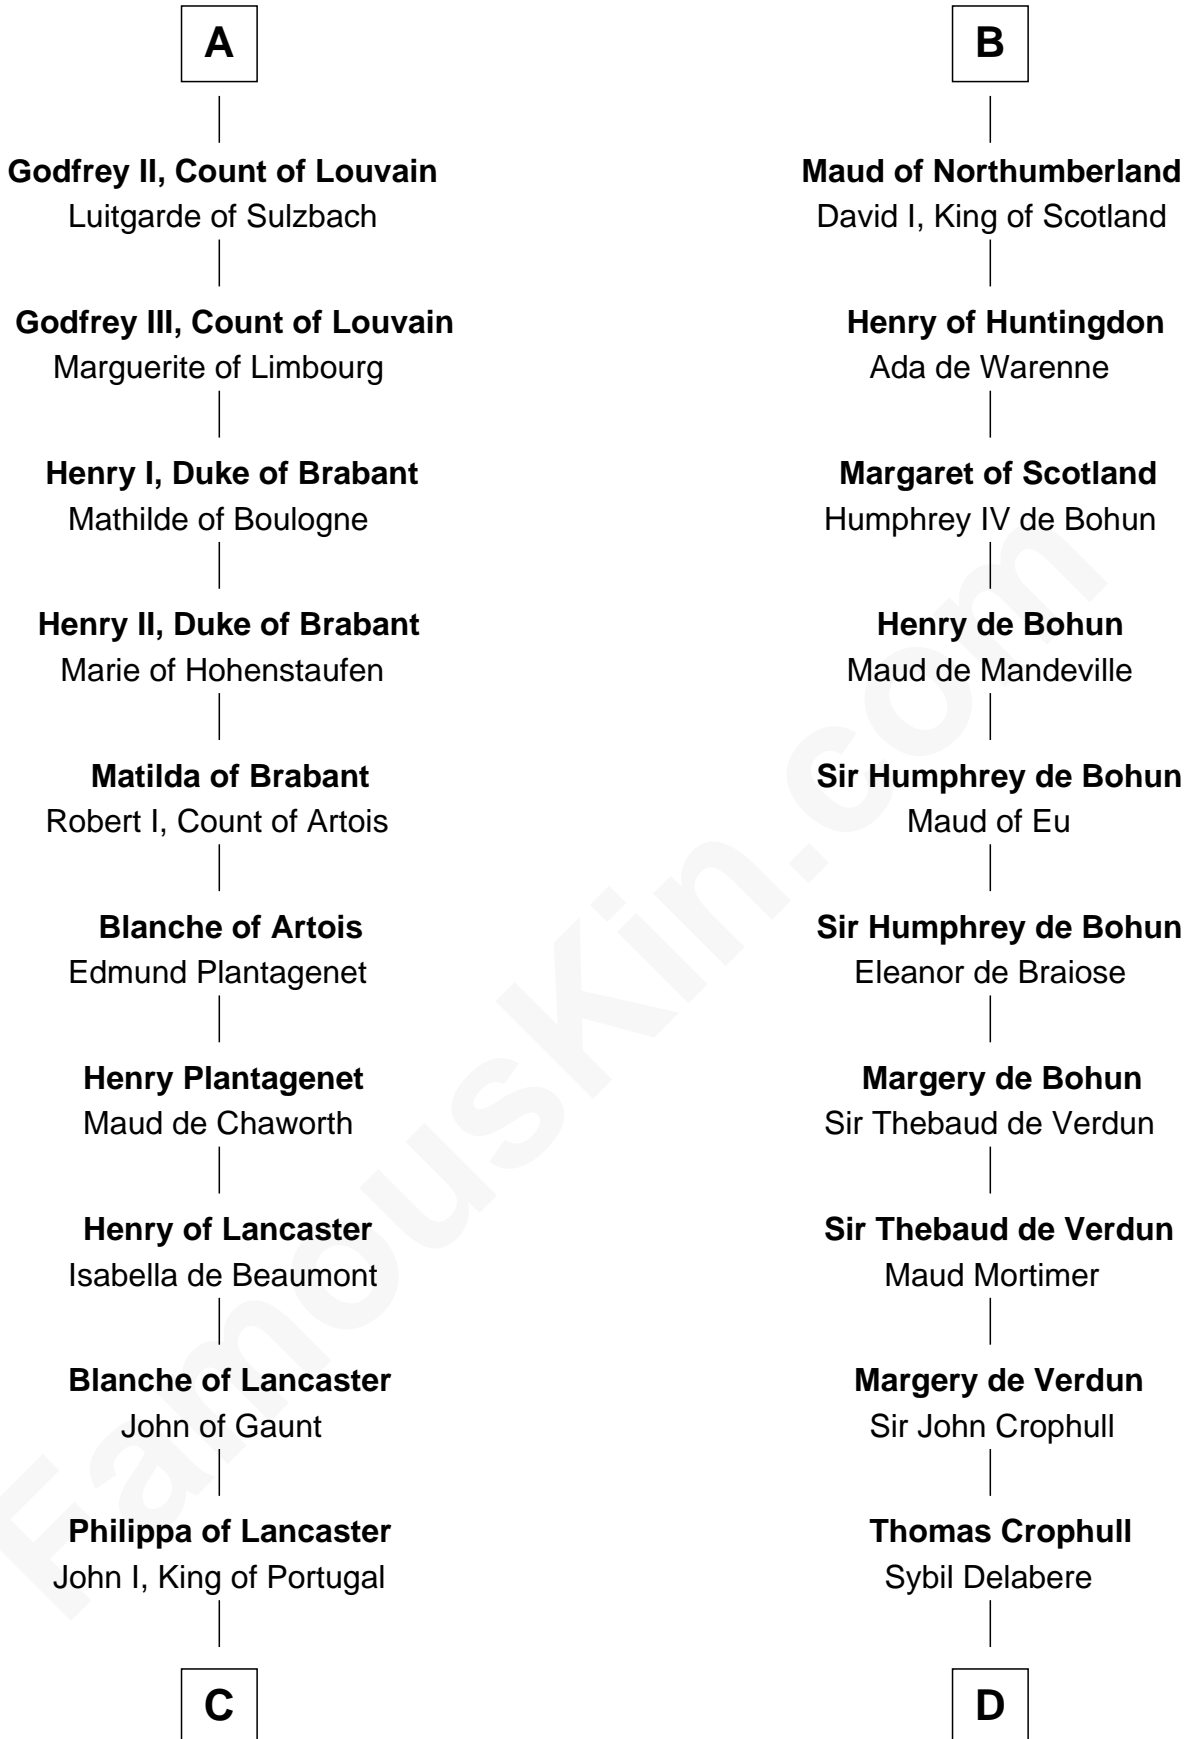 A
Godfrey II, Count of Louvain
Luitgarde of Sulzbach
Godfrey III, Count of Louvain
Marguerite of Limbourg
Henry I, Duke of Brabant
Mathilde of Boulogne
Henry II, Duke of Brabant
Marie of Hohenstaufen
Matilda of Brabant
Robert I, Count of Artois
Blanche of Artois
Edmund Plantagenet
Henry Plantagenet
Maud de Chaworth
Henry of Lancaster
Isabella de Beaumont
Blanche of Lancaster
John of Gaunt
Philippa of Lancaster
John I, King of Portugal
C
B
Maud of Northumberland
David I, King of Scotland
Henry of Huntingdon
Ada de Warenne
Margaret of Scotland
Humphrey IV de Bohun
Henry de Bohun
Maud de Mandeville
Sir Humphrey de Bohun
Maud of Eu
Sir Humphrey de Bohun
Eleanor de Braiose
Margery de Bohun
Sir Thebaud de Verdun
Sir Thebaud de Verdun
Maud Mortimer
Margery de Verdun
Sir John Crophull
Thomas Crophull
Sybil Delabere
D
FamousKin.com